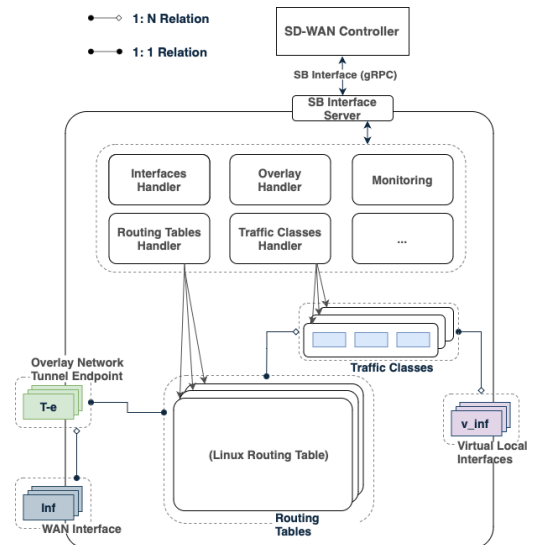 1: N Relation
1: 1 Relation
SD-WAN Controller
SB Interface (gRPC)
SB Interface
Server
Interfaces
Handler
Overlay
Handler
Monitoring
Routing Tables
Handler
Traffic Classes
Handler
...
Traffic Classes
Overlay Network
Tunnel Endpoint
T-e
(Linux Routing Table)
v_inf
Virtual Local
Interfaces
Inf
WAN Interface
Routing
Tables